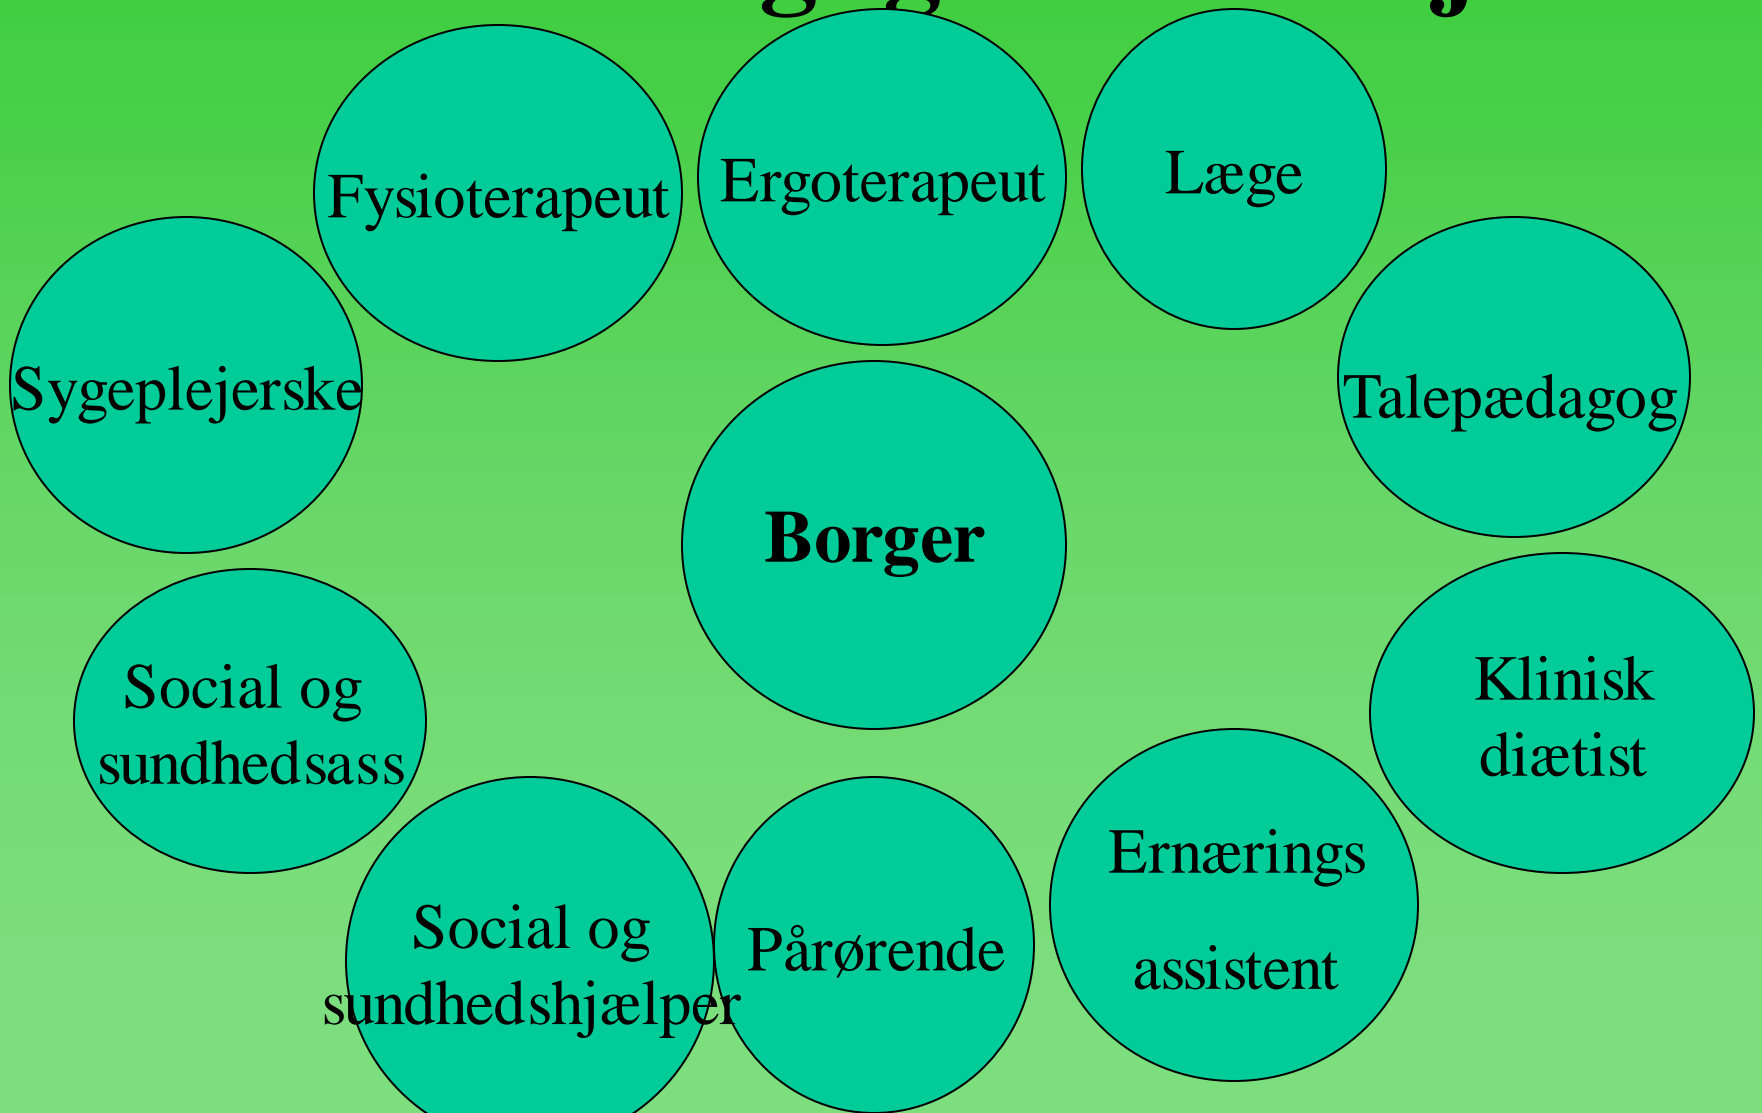 Fysioterapeut
Ergoterapeut
Læge
Sygeplejerske
Talepædagog
Borger
Social og
sundhedsass
Klinisk
diætist
Social og
sundhedshjælper
Pårørende
Ernærings
assistent